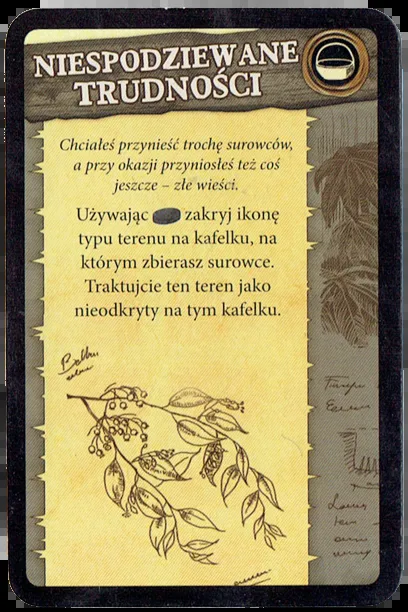 NIESPODZIEWANE
TRUDNOŚCI
Chciałeś przynieść trochę surowców,
a przy okazji przyniosłeś też coś
jeszcze – złe wieści.
Używając zakryj ikonę
typu terenu na kafelku, na
którym zbierasz surowce.
Traktujcie ten teren jako
nieodkryty na tym kafelku.